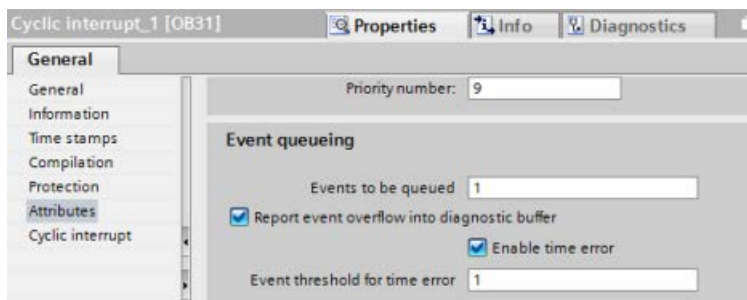 Cyclic interrupt_1 [OB31]
Properties
Info
Diagnostics
General
General
Information
Time stamps
Compilation
Protection
Attributes
Cyclic interrupt
Priority number: 9
Event queueing
Events to be queued 1
Report event overflow into diagnostic buffer
Enable time error
Event threshold for time error 1